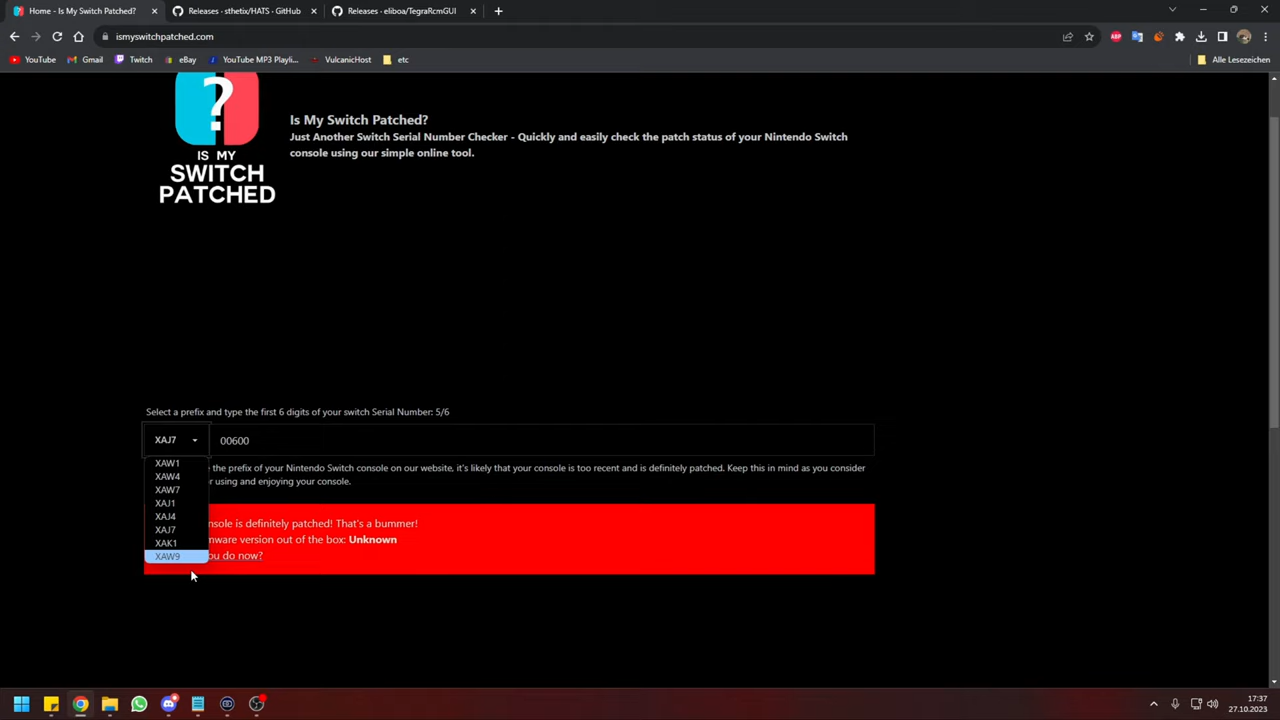 Home - Is My Switch Patched?
Releases · sthetix/HATS · GitHub
Releases · eliboa/TegraRcmGUI
ismyswitchpatched.com
YouTube
Gmail
Twitch
eBay
YouTube MP3 Playli...
VulcanicHost
etc
Alle Lesezeichen
?
IS MY
SWITCH
PATCHED
Is My Switch Patched?
Just Another Switch Serial Number Checker - Quickly and easily check the patch status of your Nintendo Switch
console using our simple online tool.
Select a prefix and type the first 6 digits of your switch Serial Number: 5/6
XAJ7
00600
XAW1
XAW4
XAW7
XAJ1
XAJ4
XAJ7
XAK1
XAW9
the prefix of your Nintendo Switch console on our website, it's likely that your console is too recent and is definitely patched. Keep this in mind as you consider
or using and enjoying your console.
nsole is definitely patched! That's a bummer!
mware version out of the box: Unknown
ou do now?
ABP
17:37
27.10.2023